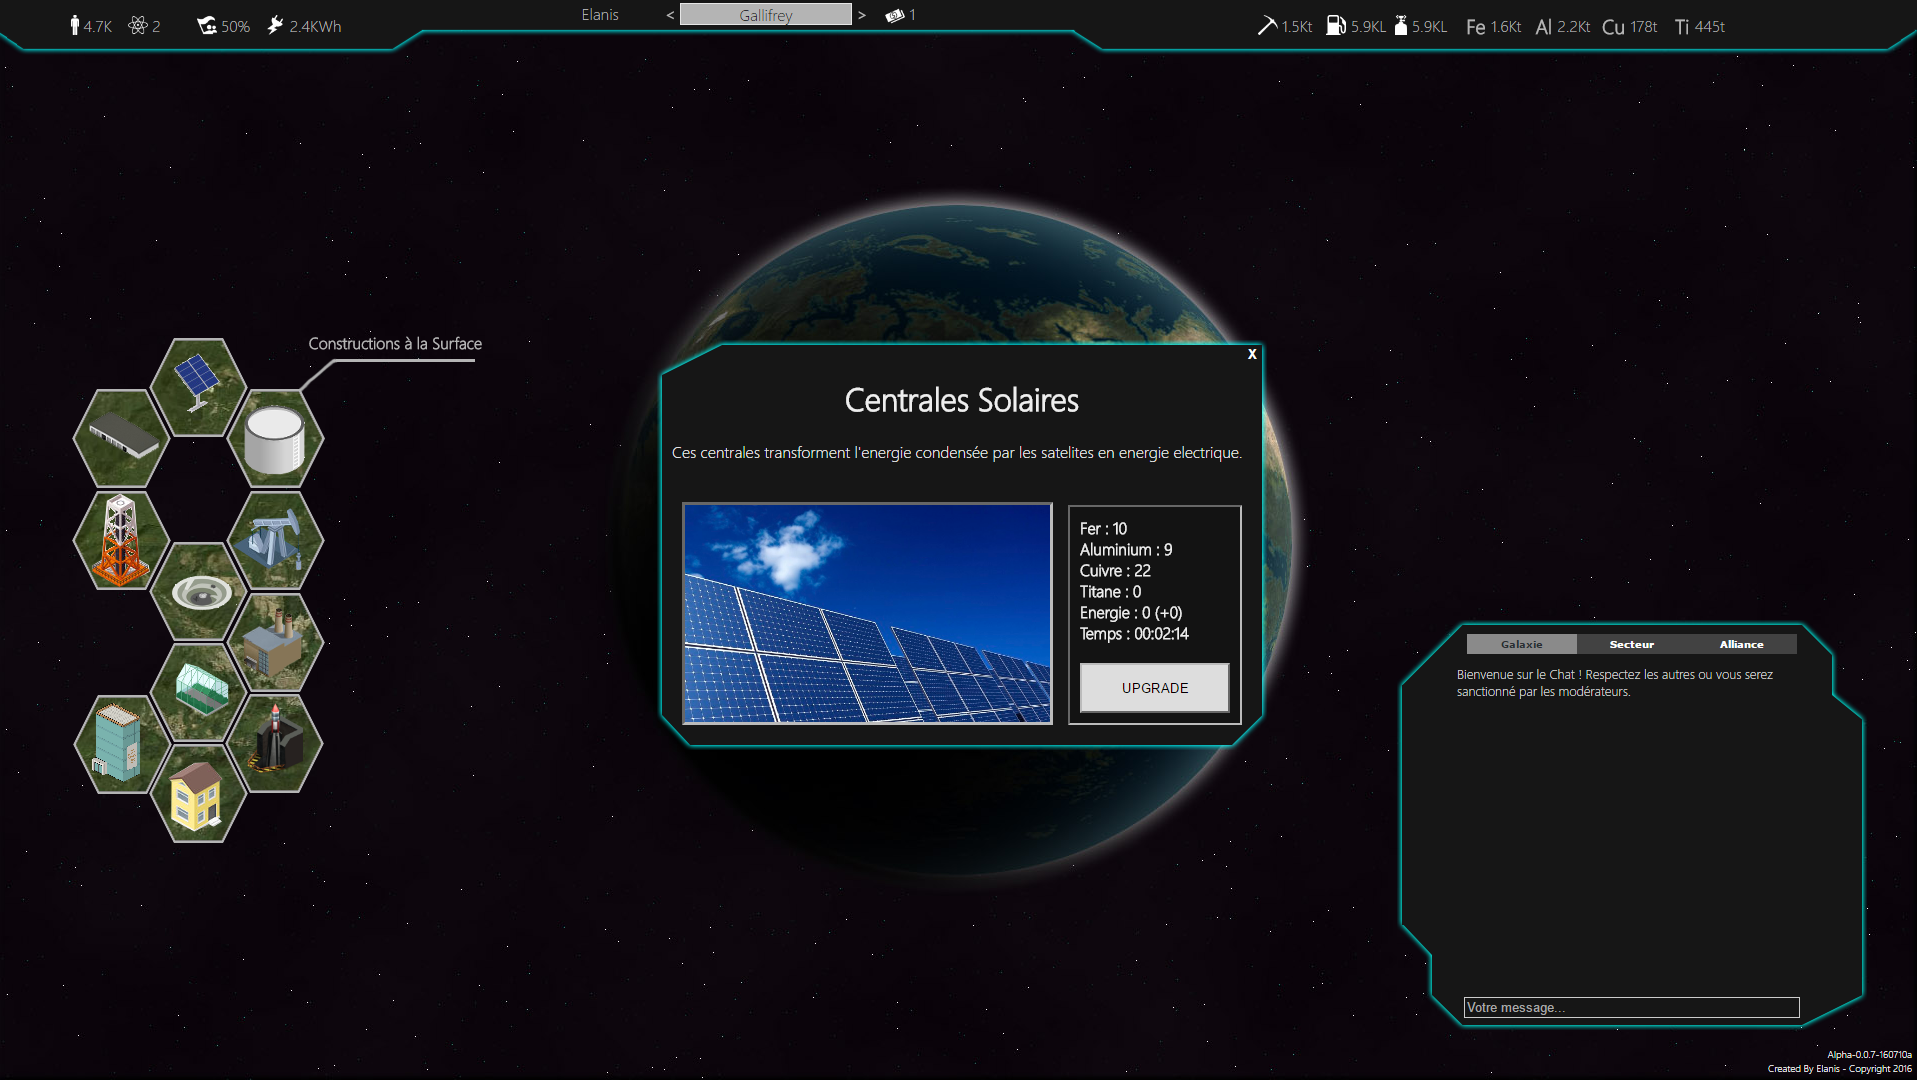 4.7K 2 50% 2.4KWh
Elanis < Gallifrey > 1
1.5Kt 5.9KL 5.9KL Fe 1.6Kt Al 2.2Kt Cu 178t Ti 445t
Constructions à la Surface
X
Centrales Solaires
Ces centrales transforment l'energie condensée par les satelites en energie electrique.
Fer : 10
Aluminium : 9
Cuivre : 22
Titane : 0
Energie : 0 (+0)
Temps : 00:02:14
UPGRADE
Galaxie Secteur Alliance
Bienvenue sur le Chat ! Respectez les autres ou vous serez
sanctionné par les modérateurs.
Votre message...
Alpha-0.0.7-160710a
Created By Elanis - Copyright 2016